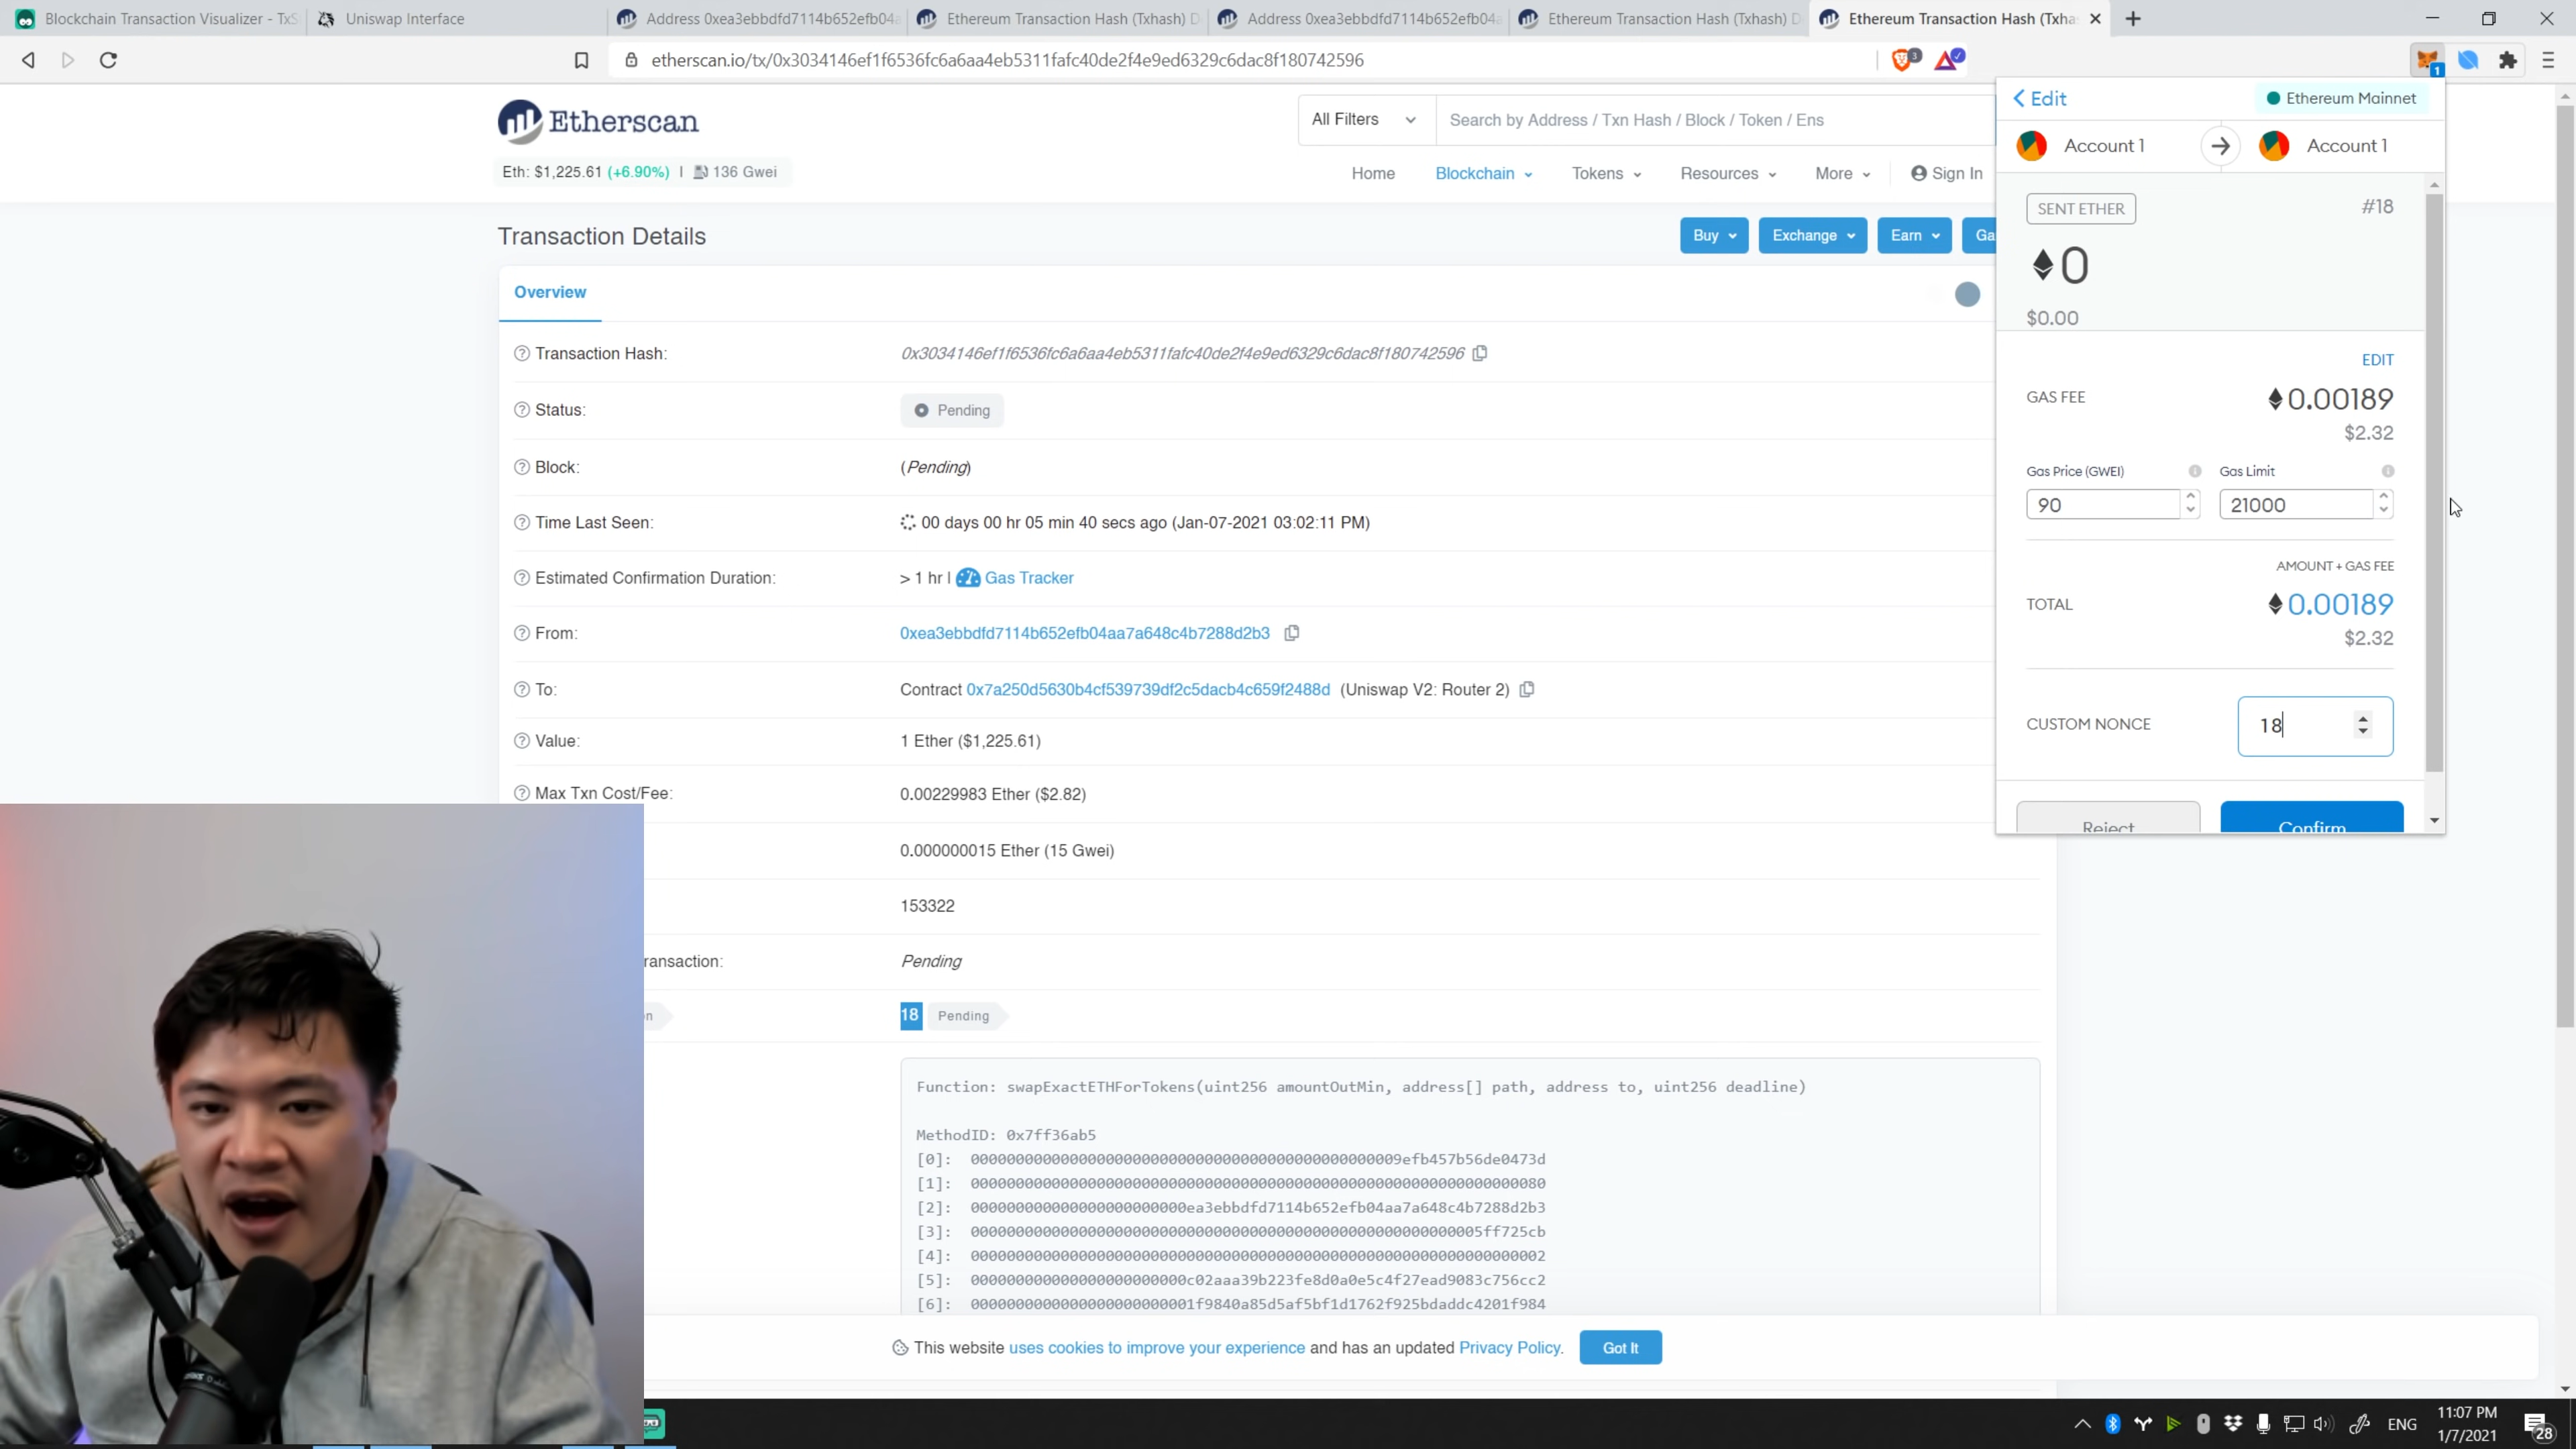 Blockchain Transaction Visualizer - TxS
Uniswap Interface
Address 0xea3ebbdfd7114b652efb04a
Ethereum Transaction Hash (Txhash) D
Address 0xea3ebbdfd7114b652efb04a
Ethereum Transaction Hash (Txhash) D
Ethereum Transaction Hash (Txha
etherscan.io/tx/0x3034146ef1f6536fc6a6aa4eb5311fafc40de2f4e9ed6329c6dac8f180742596
3
1
Etherscan
All Filters
Search by Address / Txn Hash / Block / Token / Ens
Eth: $1,225.61 (+6.90%) | 136 Gwei
Home Blockchain Tokens Resources More Sign In
Transaction Details
Buy Exchange Earn Ga
Overview
Transaction Hash: 0x3034146ef1f6536fc6a6aa4eb5311fafc40de2f4e9ed6329c6dac8f180742596
Status: Pending
Block: (Pending)
Time Last Seen: 00 days 00 hr 05 min 40 secs ago (Jan-07-2021 03:02:11 PM)
Estimated Confirmation Duration: > 1 hr | Gas Tracker
From: 0xea3ebbdfd7114b652efb04aa7a648c4b7288d2b3
To: Contract 0x7a250d5630b4cf539739df2c5dacb4c659f2488d (Uniswap V2: Router 2)
Value: 1 Ether ($1,225.61)
Max Txn Cost/Fee: 0.00229983 Ether ($2.82)
0.000000015 Ether (15 Gwei)
153322
ransaction: Pending
n 18 Pending
Function: swapExactETHForTokens(uint256 amountOutMin, address[] path, address to, uint256 deadline)
MethodID: 0x7ff36ab5
[0]: 0000000000000000000000000000000000000000000000009efb457b56de0473d
[1]: 0000000000000000000000000000000000000000000000000000000000000080
[2]: 000000000000000000000000ea3ebbdfd7114b652efb04aa7a648c4b7288d2b3
[3]: 000000000000000000000000000000000000000000000000000000005ff725cb
[4]: 0000000000000000000000000000000000000000000000000000000000000002
[5]: 000000000000000000000000c02aaa39b223fe8d0a0e5c4f27ead9083c756cc2
[6]: 0000000000000000000000001f9840a85d5af5bf1d1762f925bdaddc4201f984
This website uses cookies to improve your experience and has an updated Privacy Policy. Got It
Edit
Ethereum Mainnet
Account 1 Account 1
SENT ETHER #18
0
$0.00
EDIT
GAS FEE 0.00189
$2.32
Gas Price (GWEI) Gas Limit
90 21000
AMOUNT + GAS FEE
TOTAL 0.00189
$2.32
CUSTOM NONCE 18
Reject Confirm
ENG
11:07 PM
1/7/2021
28